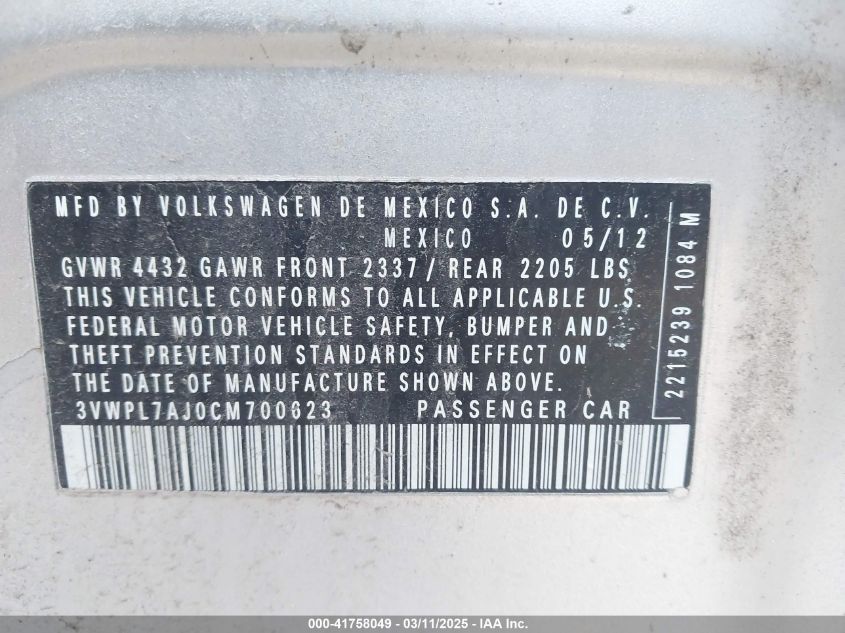 MFD BY VOLKSWAGEN DE MEXICO S.A. DE C.V.
MEXICO 05/12
GVWR 4432 GAWR FRONT 2337 / REAR 2205 LBS
THIS VEHICLE CONFORMS TO ALL APPLICABLE U.S.
FEDERAL MOTOR VEHICLE SAFETY, BUMPER AND
THEFT PREVENTION STANDARDS IN EFFECT ON
THE DATE OF MANUFACTURE SHOWN ABOVE.
3VWPL7AJ0CM700623 PASSENGER CAR
2215239 1084 M
000-41758049 - 03/11/2025 - IAA Inc.